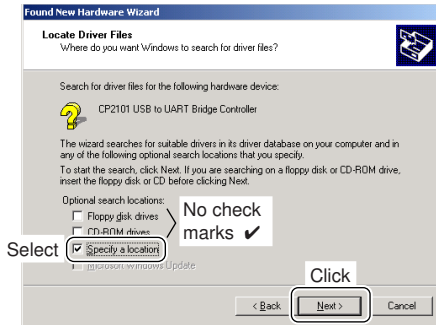 Found New Hardware Wizard
Locate Driver Files
Where do you want Windows to search for driver files?
Search for driver files for the following hardware device:
CP2101 USB to UART Bridge Controller
The wizard searches for suitable drivers in its driver database on your computer and in
any of the following optional search locations that you specify.
To start the search, click Next. If you are searching on a floppy disk or CD-ROM drive,
insert the floppy disk or CD before clicking Next.
Optional search locations:
Floppy disk drives
CD-ROM drives
No check
marks ✔
Select
Specify a location
Microsoft Windows Update
Click
< Back
Next >
Cancel